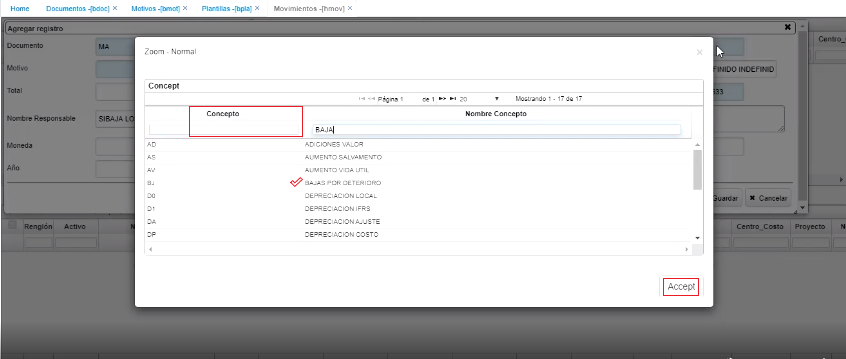 Home Documentos -[bdoc] ✕ Motivos -[bmot] ✕ Plantillas -[bpla] ✕ Movimientos -[hmov] ✕
Agregar registro
Documento MA
Motivo FINIDO INDEFINID
Total 333
Nombre Responsable SIBAJA LO
Moneda
Año
Guardar Cancelar
Centro_C
Zoom - Normal
Concept
Página 1 de 1 20 Mostrando 1 - 17 de 17
Concepto Nombre Concepto
BAJA
AD ADICIONES VALOR
AS AUMENTO SALVAMENTO
AV AUMENTO VIDA UTIL
BJ BAJAS POR DETERIORO
D0 DEPRECIACION LOCAL
D1 DEPRECIACION IFRS
DA DEPRECIACION AJUSTE
DP DEPRECIACION COSTO
Accept
Renglón Activo N Centro_Costo Proyecto N